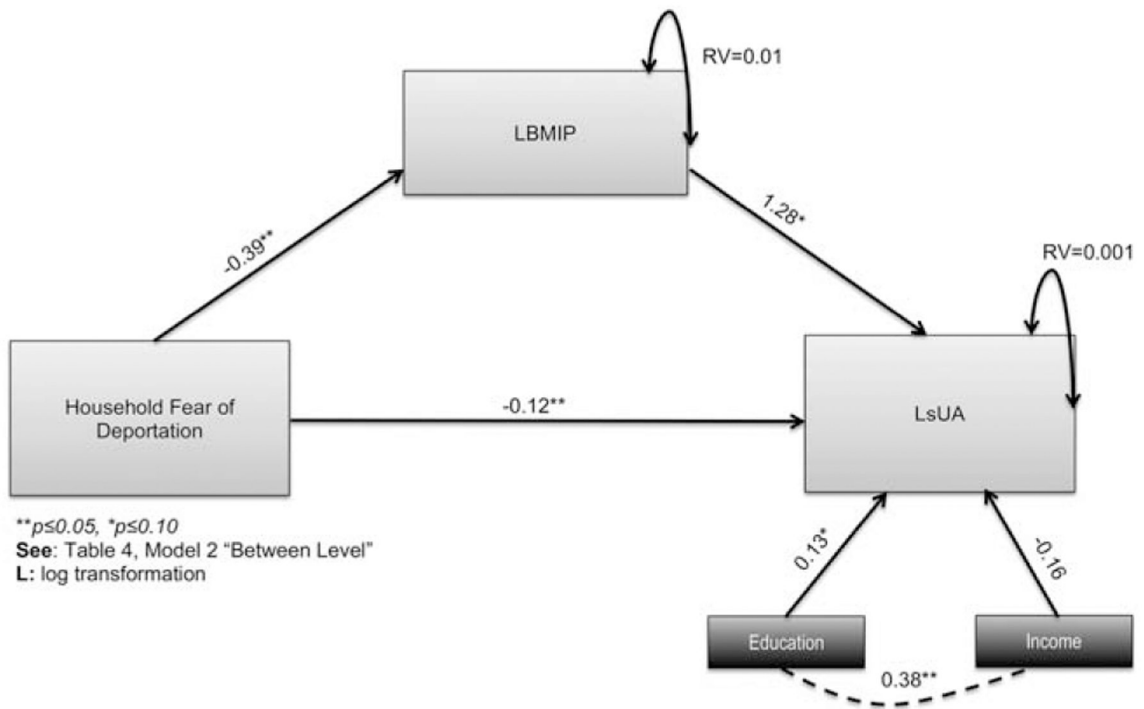 RV=0.01
LBMIP
-0.39**
1.28*
RV=0.001
Household Fear of
Deportation
-0.12**
LsUA
**p≤0.05, *p≤0.10
See: Table 4, Model 2 “Between Level”
L: log transformation
0.13*
-0.16
Education
Income
0.38**